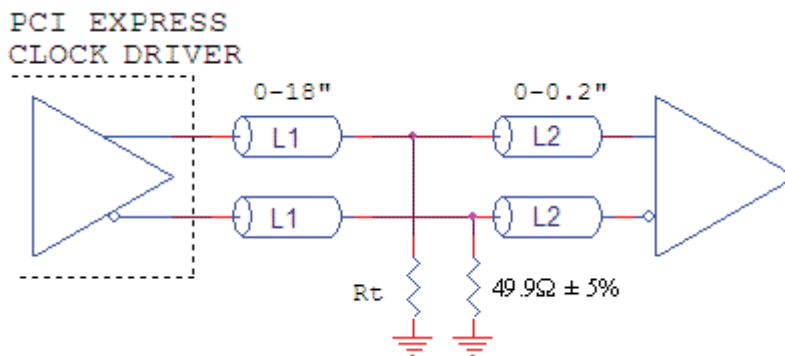 PCI EXPRESS
CLOCK DRIVER
0-18" 0-0.2"
L1 L2
L1 L2
Rt 49.9Ω ± 5%